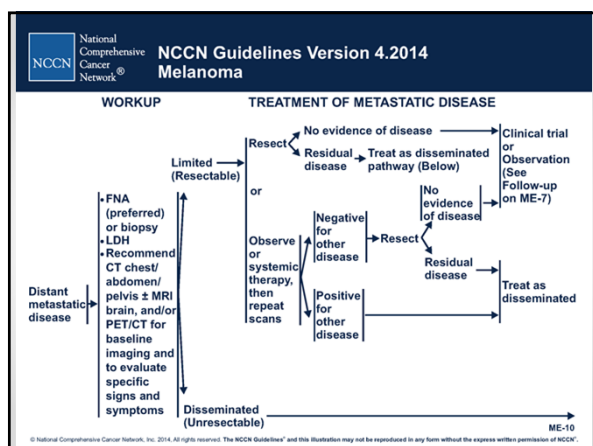 National
Comprehensive
Cancer
Network®
NCCN
NCCN Guidelines Version 4.2014
Melanoma
WORKUP
TREATMENT OF METASTATIC DISEASE
Distant
metastatic
disease
• FNA
(preferred)
or biopsy
• LDH
• Recommend
CT chest/
abdomen/
pelvis ± MRI
brain, and/or
PET/CT for
baseline
imaging and
to evaluate
specific
signs and
symptoms
Limited
(Resectable)
Resect
No evidence of disease
Residual
disease
Treat as disseminated
pathway (Below)
Clinical trial
or
Observation
(See
Follow-up
on ME-7)
or
Observe
or
systemic
therapy,
then
repeat
scans
Negative
for
other
disease
Resect
No
evidence
of disease
Residual
disease
Positive
for
other
disease
Treat as
disseminated
Disseminated
(Unresectable)
ME-10
© National Comprehensive Cancer Network, Inc. 2014, All rights reserved. The NCCN Guidelines® and this illustration may not be reproduced in any form without the express written permission of NCCN®.